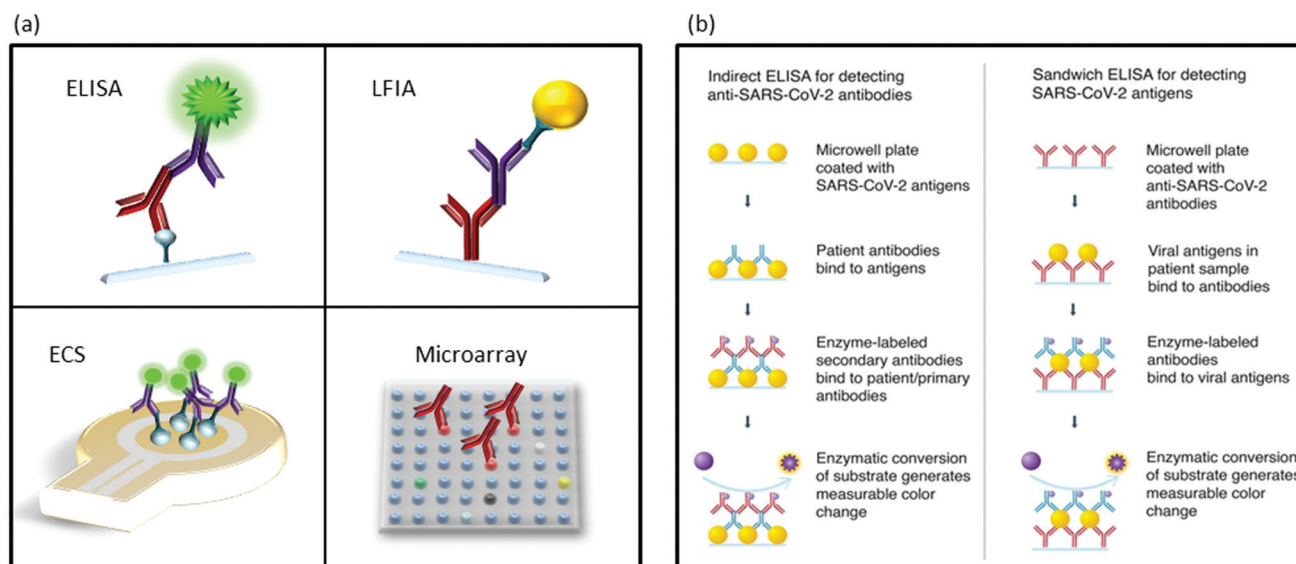 (a)
ELISA
LFIA
ECS
Microarray
(b)
Indirect ELISA for detecting
anti-SARS-CoV-2 antibodies
Microwell plate
coated with
SARS-CoV-2 antigens
Patient antibodies
bind to antigens
Enzyme-labeled
secondary antibodies
bind to patient/primary
antibodies
Enzymatic conversion
of substrate generates
measurable color
change
Sandwich ELISA for detecting
SARS-CoV-2 antigens
Microwell plate
coated with
anti-SARS-CoV-2
antibodies
Viral antigens in
patient sample
bind to antibodies
Enzyme-labeled
antibodies
bind to viral antigens
Enzymatic conversion
of substrate generates
measurable color
change